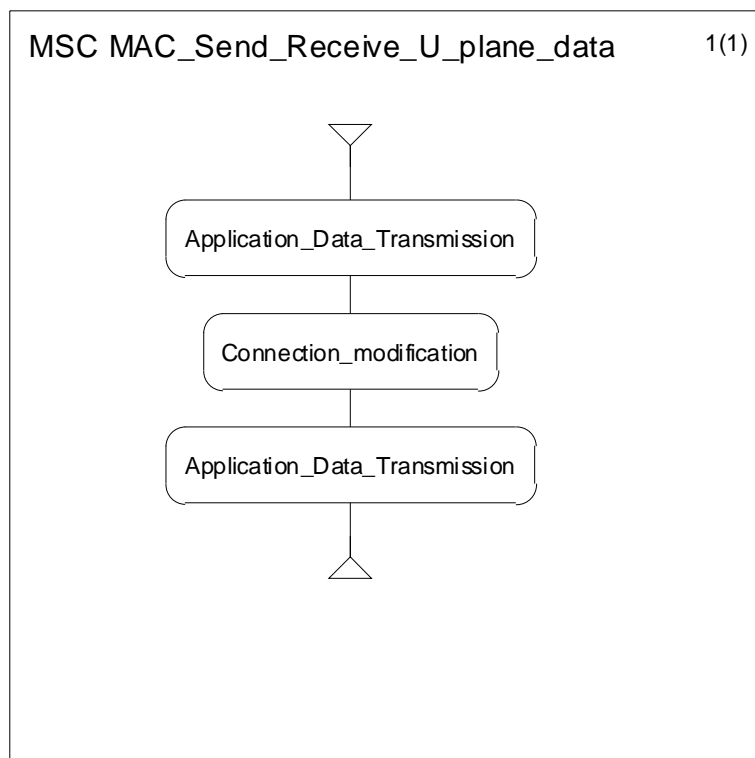 MSC MAC_Send_Receive_U_plane_data 1(1)
Application_Data_Transmission
Connection_modification
Application_Data_Transmission